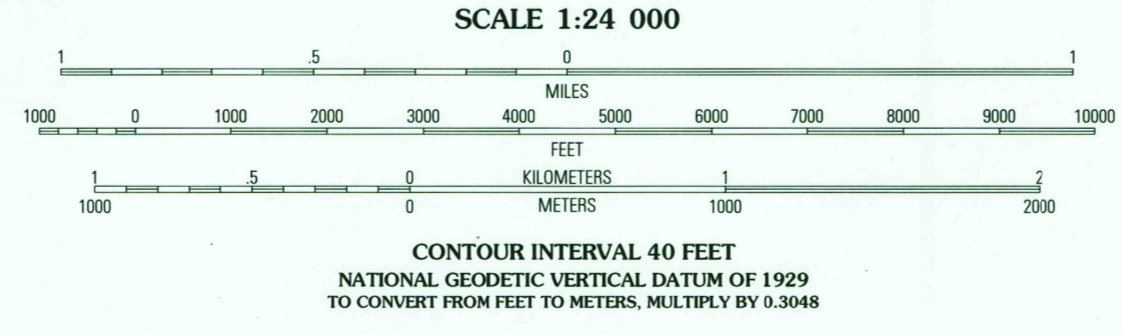 SCALE 1:24 000
1 .5 0 1
MILES
1000 0 1000 2000 3000 4000 5000 6000 7000 8000 9000 10000
FEET
1 .5 0 KILOMETERS 1 2
1000 0 METERS 1000 2000
CONTOUR INTERVAL 40 FEET
NATIONAL GEODETIC VERTICAL DATUM OF 1929
TO CONVERT FROM FEET TO METERS, MULTIPLY BY 0.3048